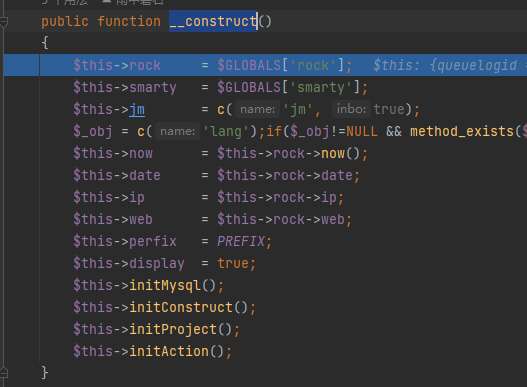 public function __construct()
{
$this->rock = $GLOBALS['rock']; $this: {queuelogid
$this->smarty = $GLOBALS['smarty'];
$this->jm = c( name: 'jm', inbo: true);
$_obj = c( name: 'lang');if($_obj!=NULL && method_exists($
$this->now = $this->rock->now();
$this->date = $this->rock->date;
$this->ip = $this->rock->ip;
$this->web = $this->rock->web;
$this->perfix = PREFIX;
$this->display = true;
$this->initMysql();
$this->initConstruct();
$this->initProject();
$this->initAction();
}